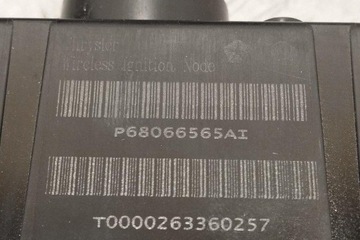 Chrysler
Wireless Ignition Node
P68066565AI
T0000263360257